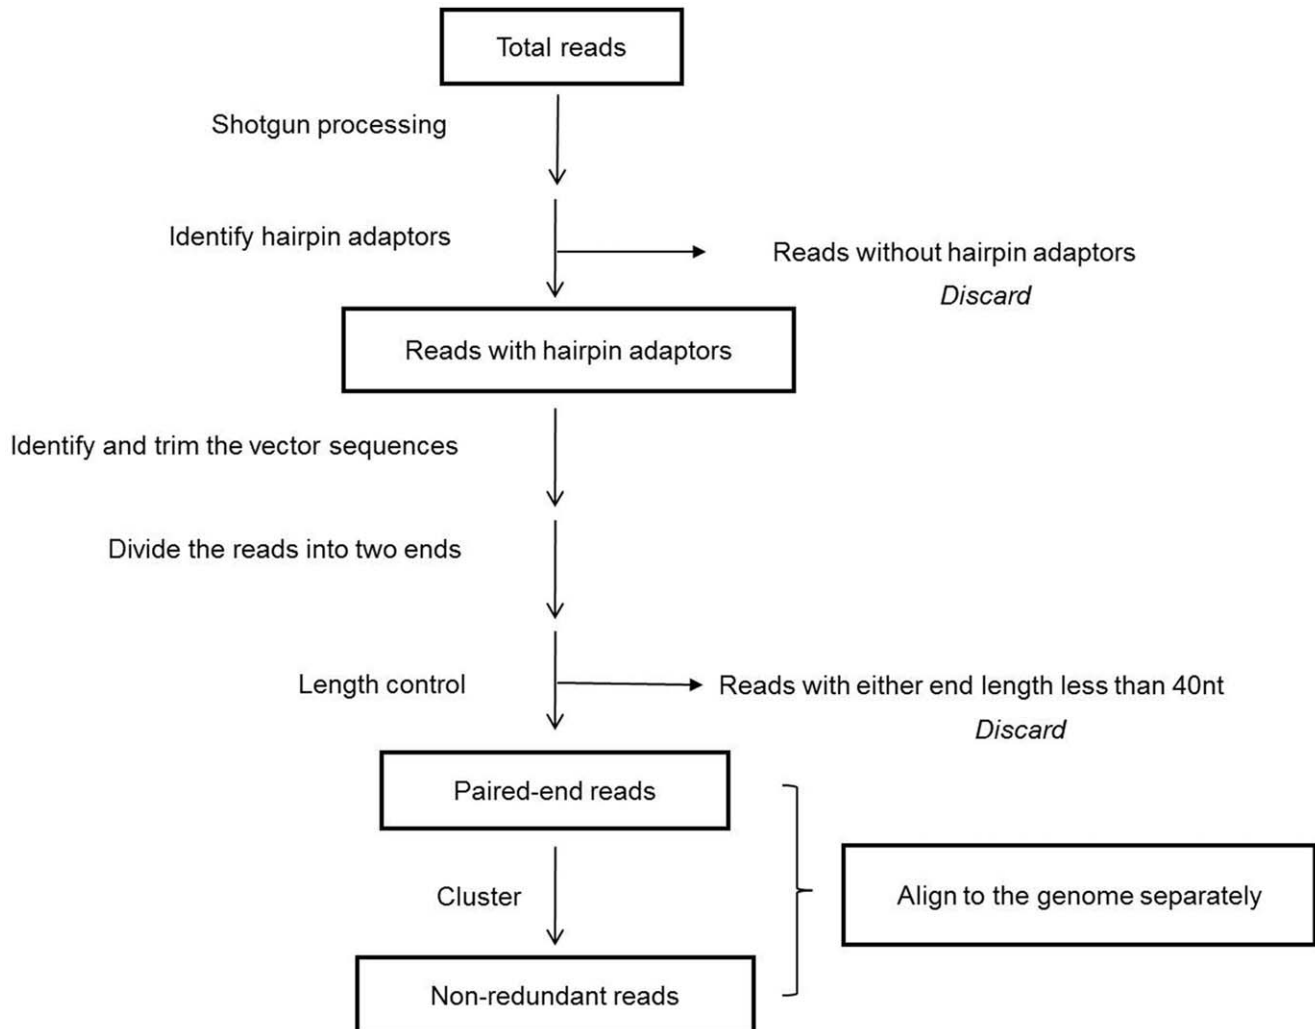 Total reads
Shotgun processing
Identify hairpin adaptors
Reads without hairpin adaptors
Discard
Reads with hairpin adaptors
Identify and trim the vector sequences
Divide the reads into two ends
Length control
Reads with either end length less than 40nt
Discard
Paired-end reads
Cluster
Align to the genome separately
Non-redundant reads